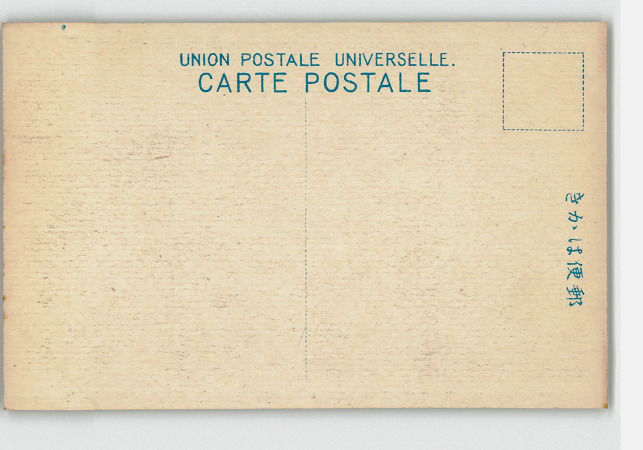 UNION POSTALE UNIVERSELLE.
CARTE POSTALE
郵便はかき